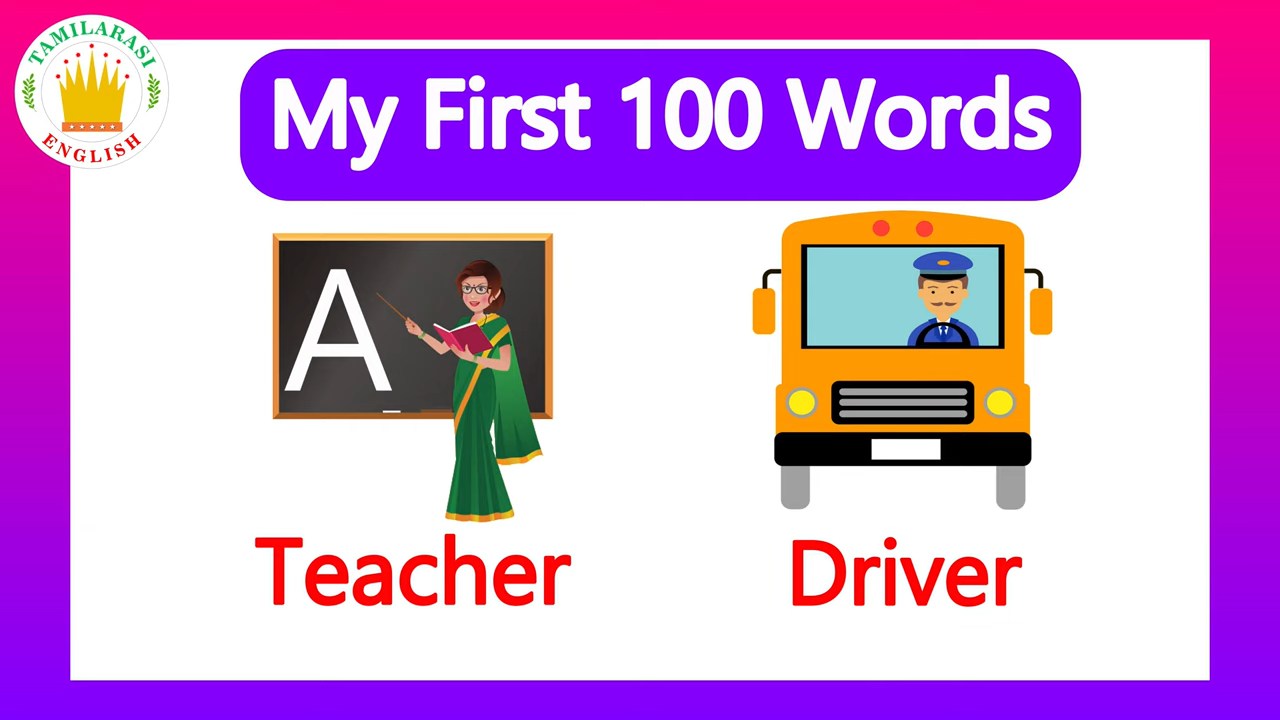 TAMILARASI
ENGLISH
My First 100 Words
A
Teacher
Driver